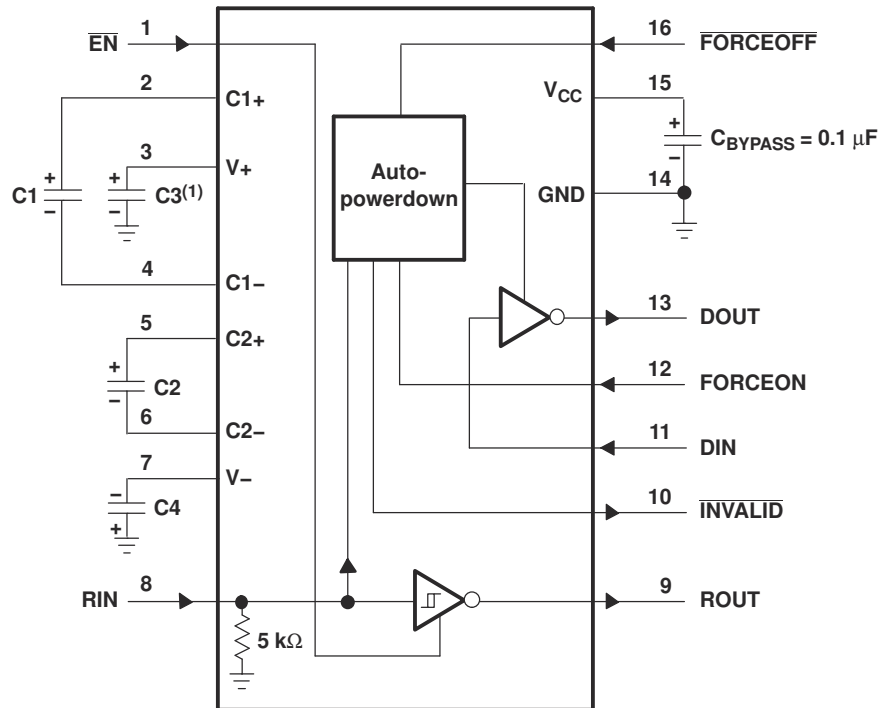 1
EN
2
C1+
3
V+
+
−
C1
+
−
C3(1)
4
C1−
5
C2+
+
−
C2
6
C2−
7
V−
−
+
C4
8
RIN
5 kΩ
Auto-
powerdown
16
FORCEOFF
15
VCC
+
−
CBYPASS = 0.1 μF
14
GND
13
DOUT
12
FORCEON
11
DIN
10
INVALID
9
ROUT